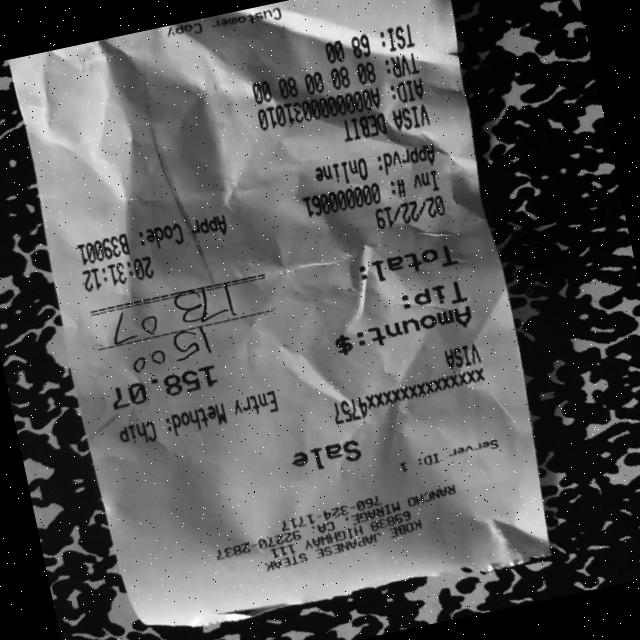 KOBE JAPANESE STEAK
69838 HIGHWAY 111
RANCHO MIRAGE, CA 92270-2837
760-324-1717
Server ID: 1
Sale
xxxxxxxxxxxx4757
VISA
Entry Method: Chip
Amount:$ 158.07
Tip: 15.00
Total: 173.07
02/22/19 20:31:12
Inv #: 00000061 Appr Code: B39001
Apprvd: Online
VISA DEBIT
AID: A0000000031010
TVR: 80 80 00 80 00
TSI: 68 00
Customer Copy